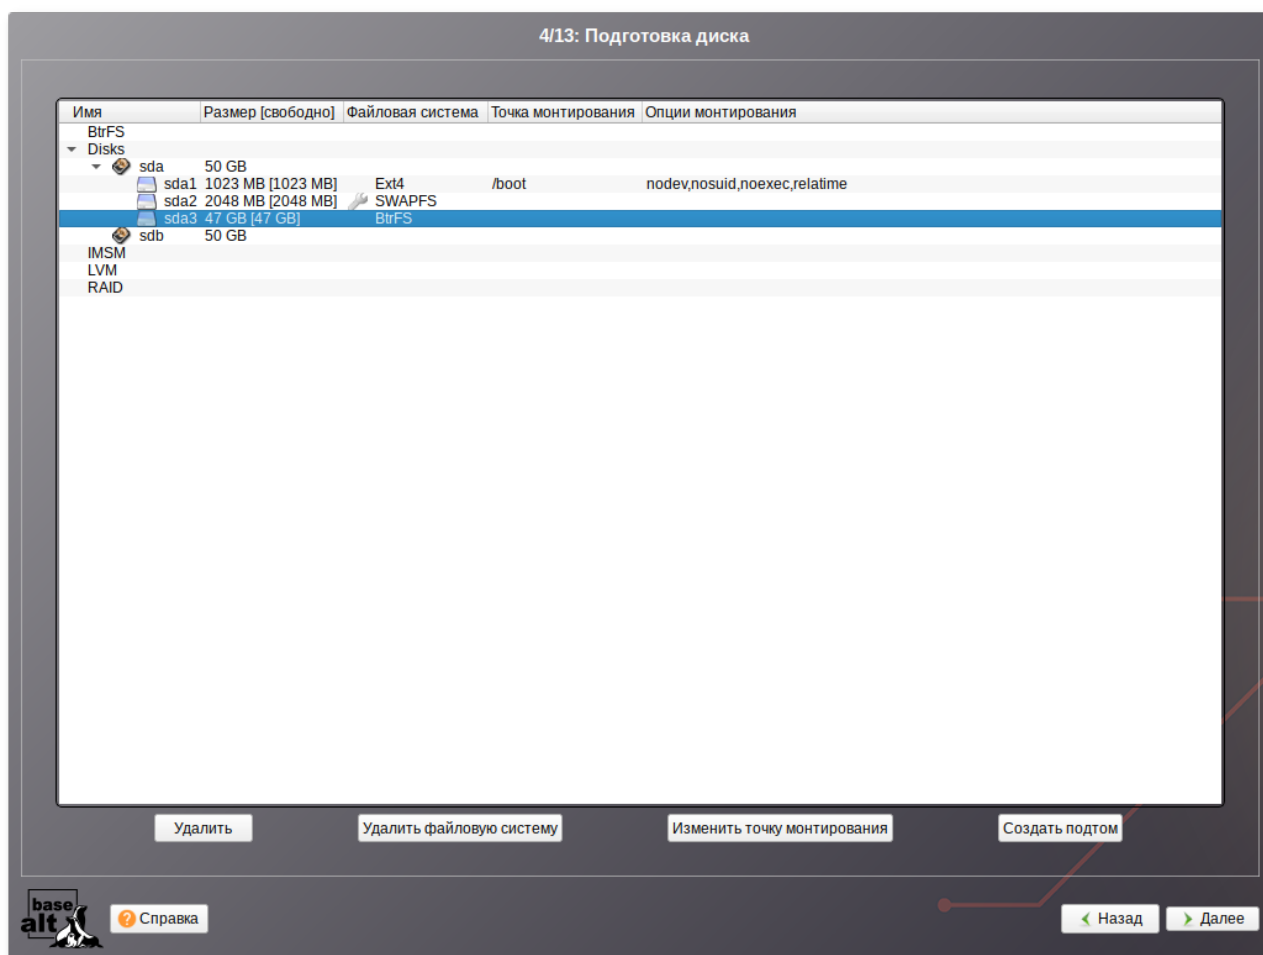 4/13: Подготовка диска
Имя Размер [свободно] Файловая система Точка монтирования Опции монтирования
BtrFS
Disks
sda 50 GB
sda1 1023 MB [1023 MB] Ext4 /boot nodev,nosuid,noexec,relatime
sda2 2048 MB [2048 MB] SWAPFS
sda3 47 GB [47 GB] BtrFS
sdb 50 GB
IMSM
LVM
RAID
Удалить Удалить файловую систему Изменить точку монтирования Создать подтом
base
alt
? Справка Назад Далее